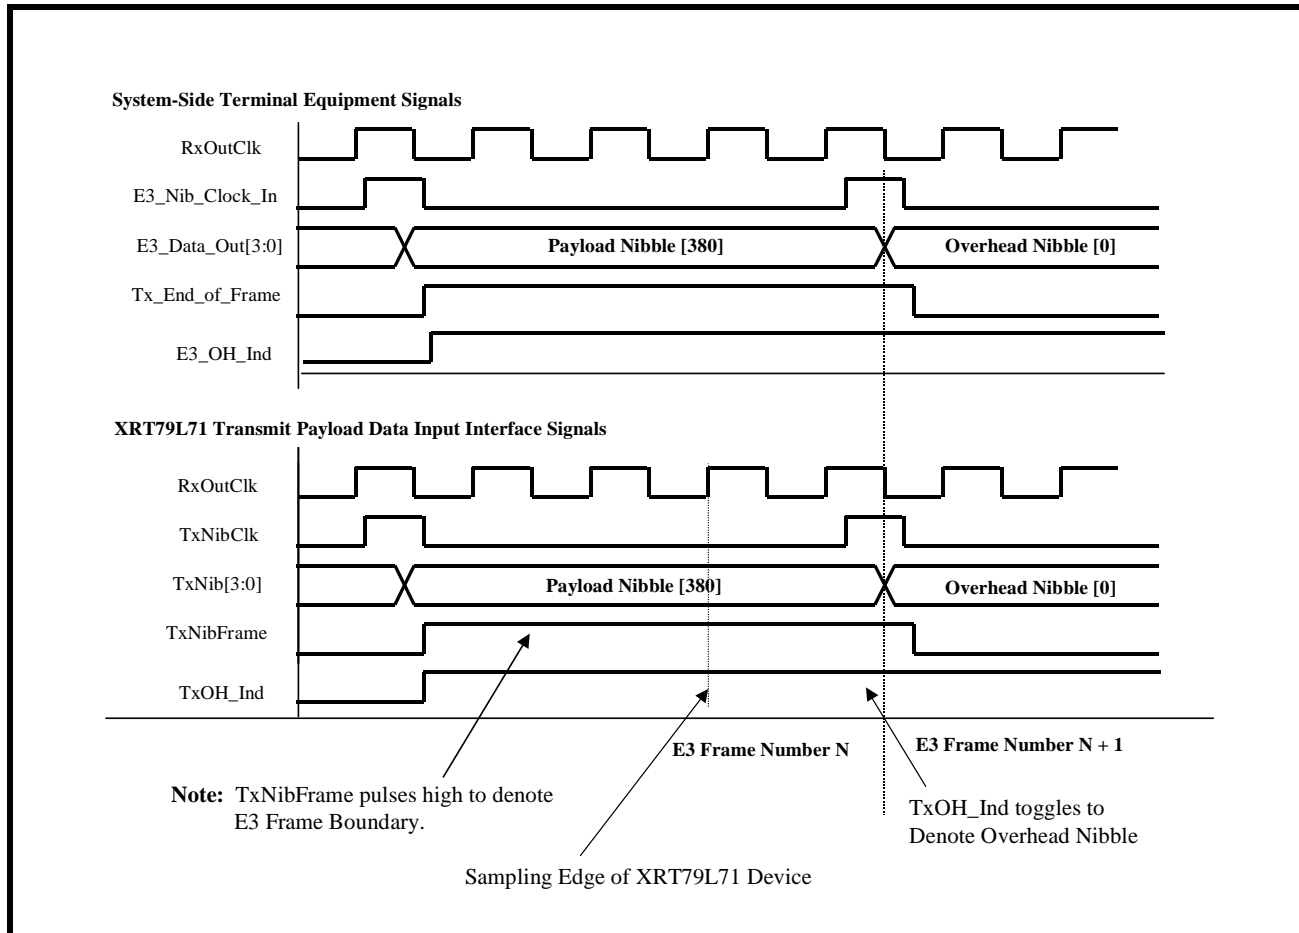 System-Side Terminal Equipment Signals
RxOutClk
E3_Nib_Clock_In
E3_Data_Out[3:0]
Payload Nibble [380]
Overhead Nibble [0]
Tx_End_of_Frame
E3_OH_Ind
XRT79L71 Transmit Payload Data Input Interface Signals
RxOutClk
TxNibClk
TxNib[3:0]
Payload Nibble [380]
Overhead Nibble [0]
TxNibFrame
TxOH_Ind
E3 Frame Number N
E3 Frame Number N + 1
Note: TxNibFrame pulses high to denote
E3 Frame Boundary.
TxOH_Ind toggles to
Denote Overhead Nibble
Sampling Edge of XRT79L71 Device